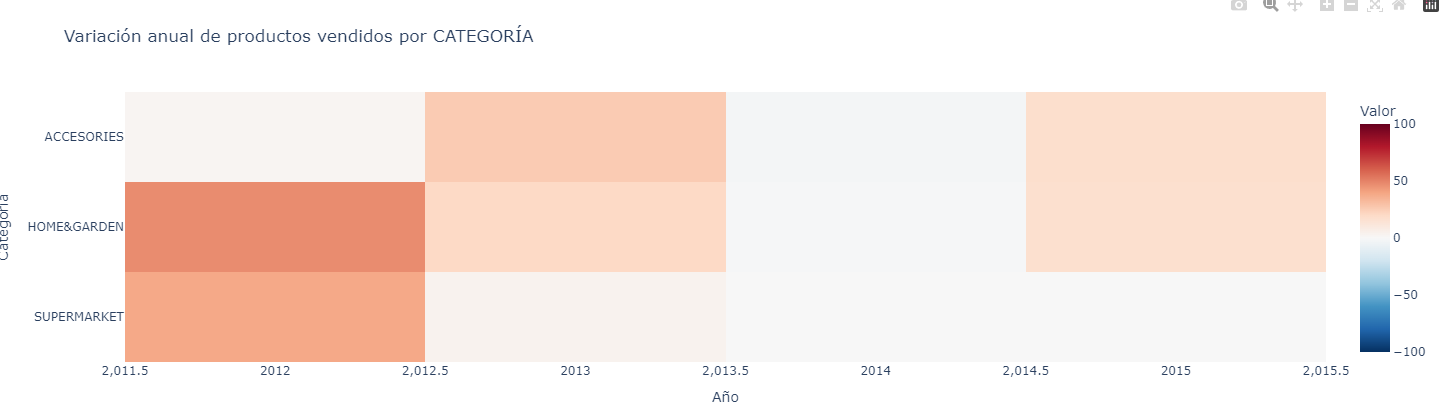 Variación anual de productos vendidos por CATEGORÍA
Valor
100
50
0
−50
−100
Categoría
ACCESORIES
HOME&GARDEN
SUPERMARKET
2,011.5 2012 2,012.5 2013 2,013.5 2014 2,014.5 2015 2,015.5
Año